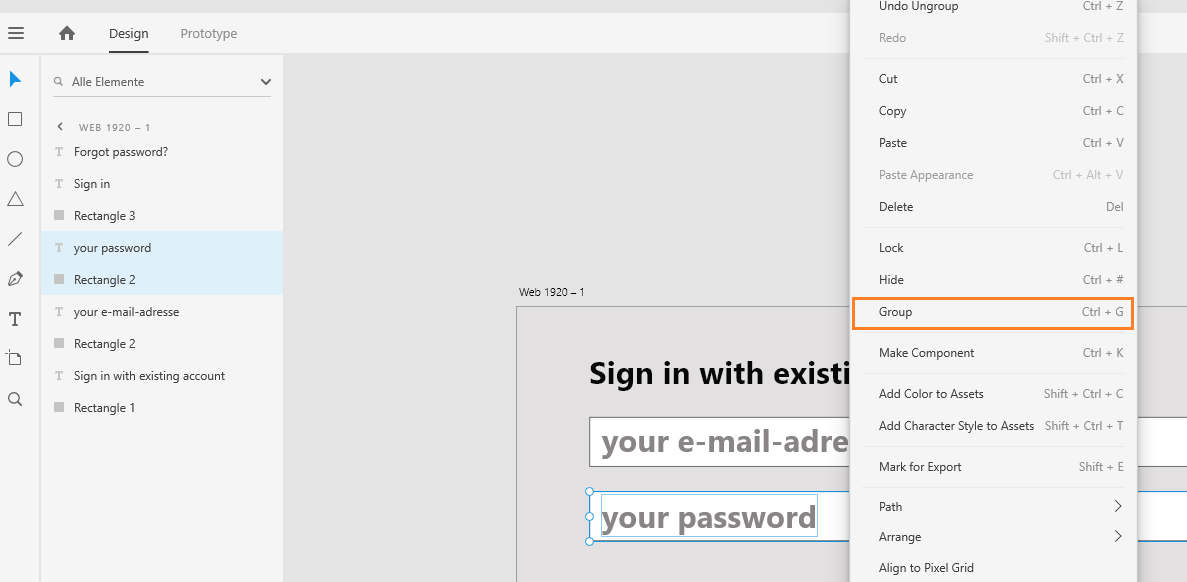 Design
Prototype
Alle Elemente
WEB 1920 – 1
Forgot password?
Sign in
Rectangle 3
your password
Rectangle 2
your e-mail-adresse
Rectangle 2
Sign in with existing account
Rectangle 1
Web 1920 – 1
Sign in with existi
your e-mail-adre
your password
Undo Ungroup Ctrl + Z
Redo Shift + Ctrl + Z
Cut Ctrl + X
Copy Ctrl + C
Paste Ctrl + V
Paste Appearance Ctrl + Alt + V
Delete Del
Lock Ctrl + L
Hide Ctrl + #
Group Ctrl + G
Make Component Ctrl + K
Add Color to Assets Shift + Ctrl + C
Add Character Style to Assets Shift + Ctrl + T
Mark for Export Shift + E
Path
Arrange
Align to Pixel Grid